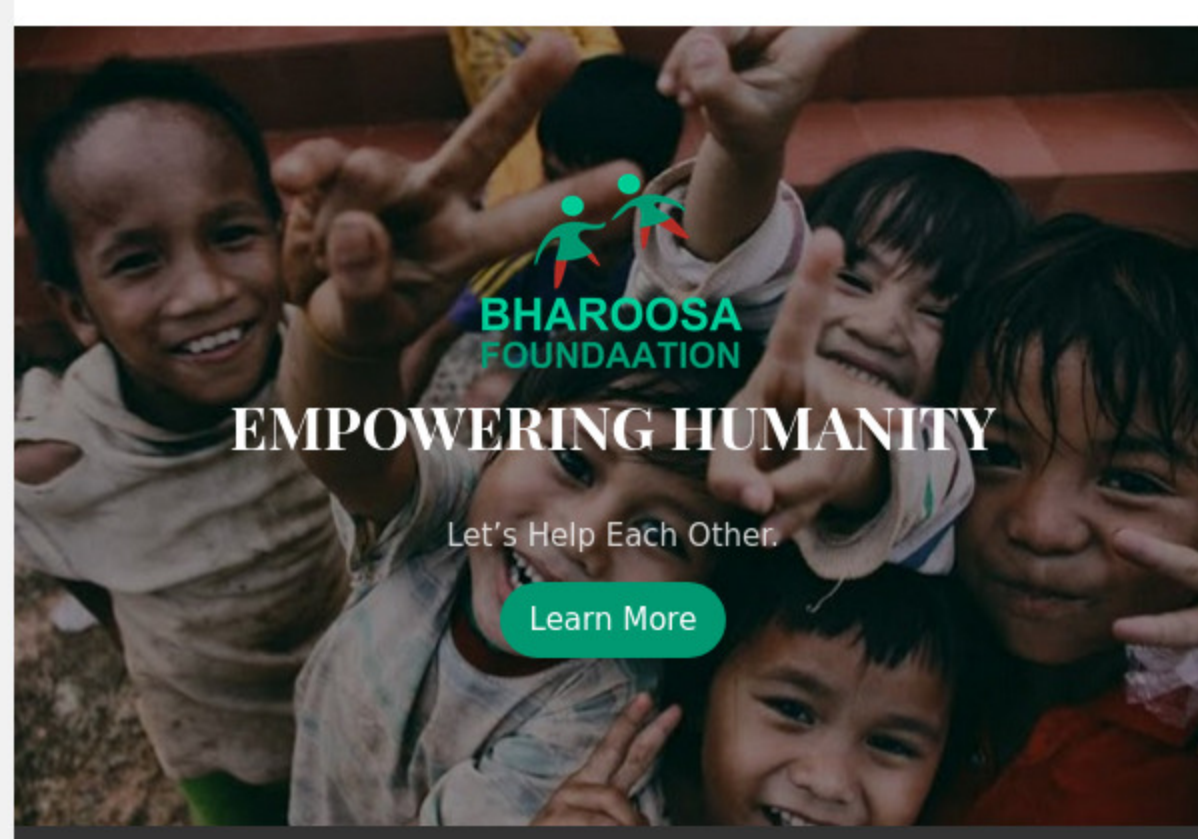 BHAROOSA
FOUNDAATION
EMPOWERING HUMANITY
Let’s Help Each Other.
Learn More